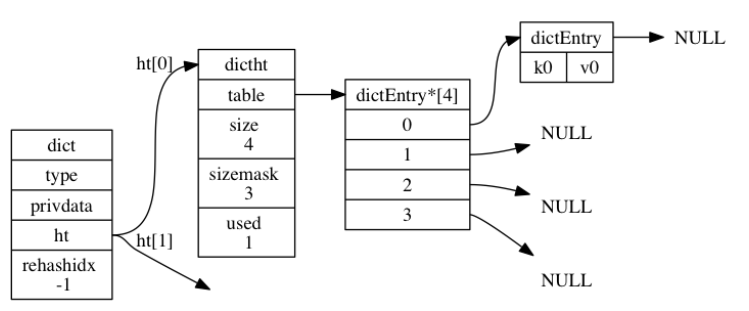 dict
type
privdata
ht
rehashidx
-1
ht[0]
ht[1]
dictht
table
size
4
sizemask
3
used
1
dictEntry*[4]
0
1
2
3
dictEntry
k0 v0
NULL
NULL
NULL
NULL